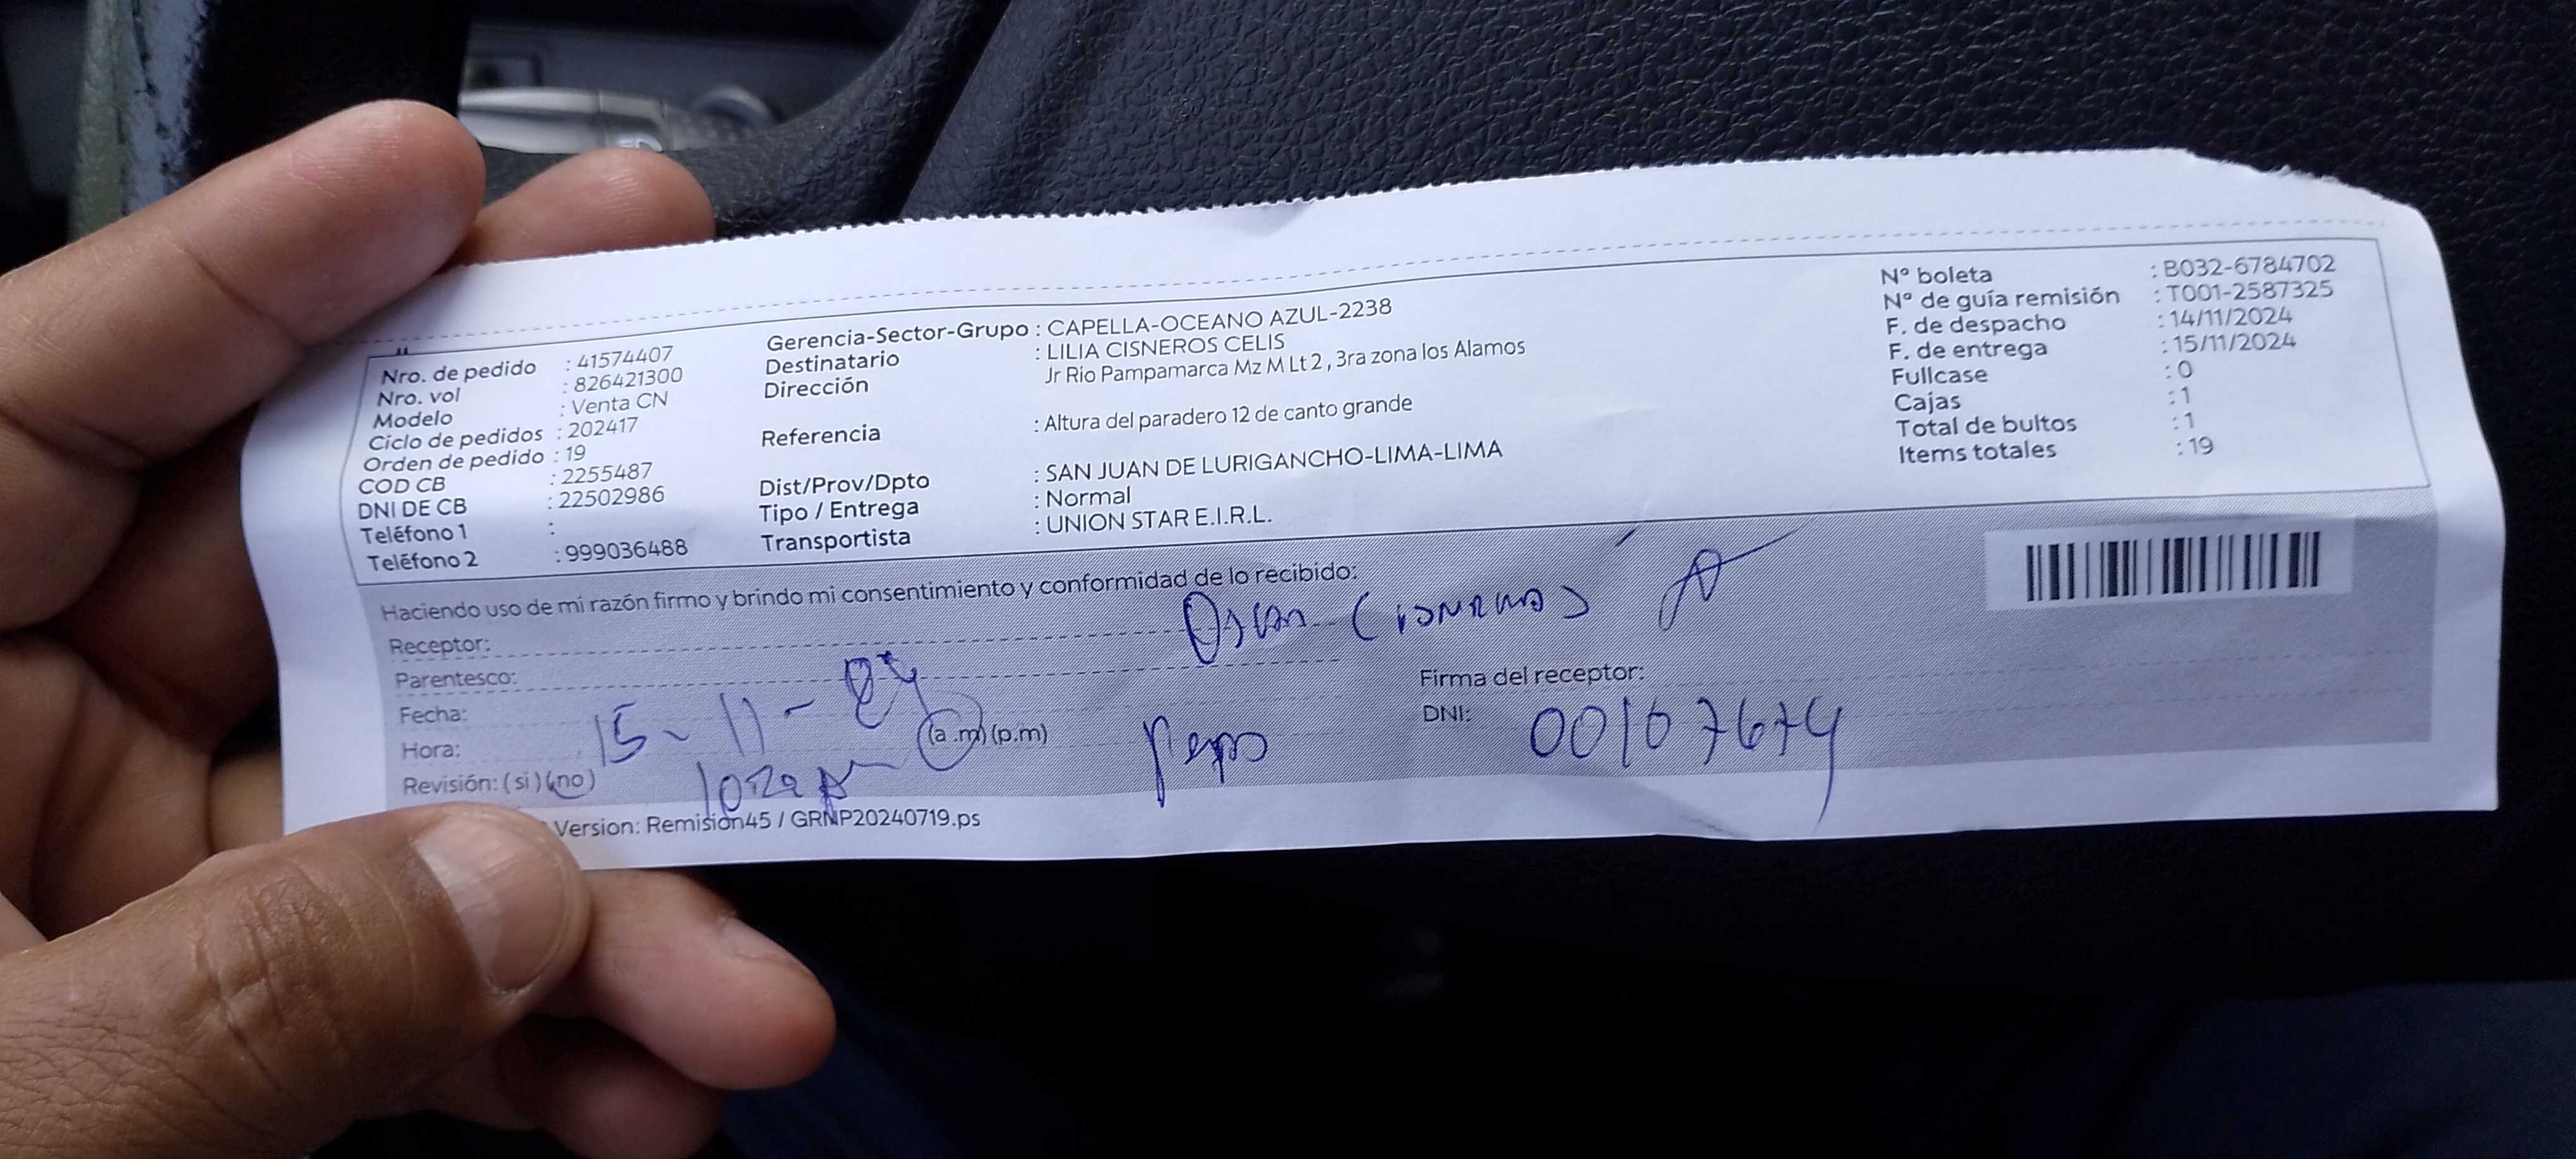 Nro. de pedido : 41574407
Nro. vol : 826421300
Modelo : Venta CN
Ciclo de pedidos : 202417
Orden de pedido : 19
COD CB : 2255487
DNI DE CB : 22502986
Teléfono 1 :
Teléfono 2 : 999036488
Gerencia-Sector-Grupo : CAPELLA-OCEANO AZUL-2238
Destinatario : LILIA CISNEROS CELIS
Dirección Jr Rio Pampamarca Mz M Lt 2 , 3ra zona los Alamos
Referencia : Altura del paradero 12 de canto grande
Dist/Prov/Dpto : SAN JUAN DE LURIGANCHO-LIMA-LIMA
Tipo / Entrega : Normal
Transportista : UNION STAR E.I.R.L.
N° boleta : B032-6784702
N° de guía remisión : T001-2587325
F. de despacho : 14/11/2024
F. de entrega : 15/11/2024
Fullcase : 0
Cajas : 1
Total de bultos : 1
Items totales : 19
Haciendo uso de mi razón firmo y brindo mi consentimiento y conformidad de lo recibido:
Receptor: Oscar Cisneros
Parentesco:
Fecha: 15-11-24
Hora: (a.m) (p.m)
Revisión: (si) (no)
Firma del receptor:
DNI: 00107674
Version: Remision45 / GRNP20240719.ps